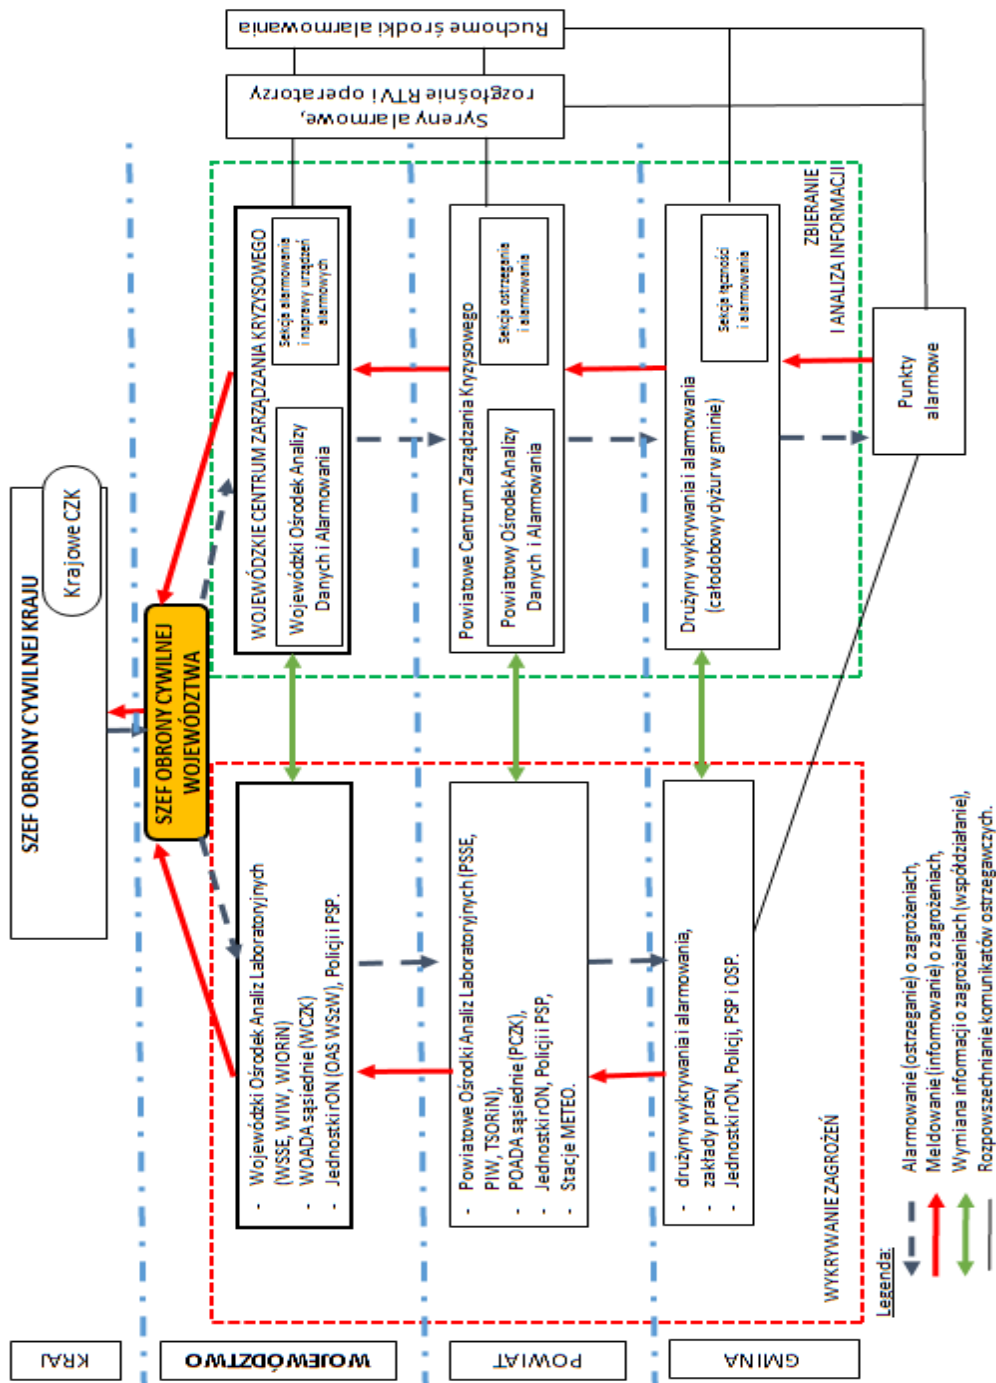 KRAJ
SZEF OBRONY CYWILNEJ KRAJU
Krajowe CZK
SZEF OBRONY CYWILNEJ
WOJEWÓDZTWA
WOJEWÓDZTWO
- Wojewódzki Ośrodek Analiz Laboratoryjnych
(WSSE, WIW, WIORiN)
- WOADA sąsiednie (WCZK)
- Jednostki rON (OAS WSzW), Policji i PSP.
WOJEWÓDZKIE CENTRUM ZARZĄDZANIA KRYZYSOWEGO
Wojewódzki Ośrodek Analizy
Danych i Alarmowania
Sekcja alarmowania
i naprawy urządzeń
alarmowych
Syreny alarmowe,
rozgłośnie RTV i operatorzy
Ruchome środki alarmowania
POWIAT
- Powiatowe Ośrodki Analiz Laboratoryjnych (PSSE,
PIW, TSORiN),
- POADA sąsiednie (PCZK),
- Jednostki rON, Policji i PSP,
- Stacje METEO.
Powiatowe Centrum Zarządzania Kryzysowego
Powiatowy Ośrodek Analizy
Danych i Alarmowania
Sekcja ostrzegania
i alarmowania
GMINA
- drużyny wykrywania i alarmowania,
- zakłady pracy
- Jednostki rON, Policji, PSP i OSP.
Drużyny wykrywania i alarmowania
(całodobowy dyżur w gminie)
Sekcja łączności
i alarmowania
WYKRYWANIE ZAGROŻEŃ
ZBIERANIE
I ANALIZA INFORMACJI
Punkty
alarmowe
Legenda:
Alarmowanie (ostrzeganie) o zagrożeniach,
Meldowanie (informowanie) o zagrożeniach,
Wymiana informacji o zagrożeniach (współdziałanie),
Rozpowszechnianie komunikatów ostrzegawczych.